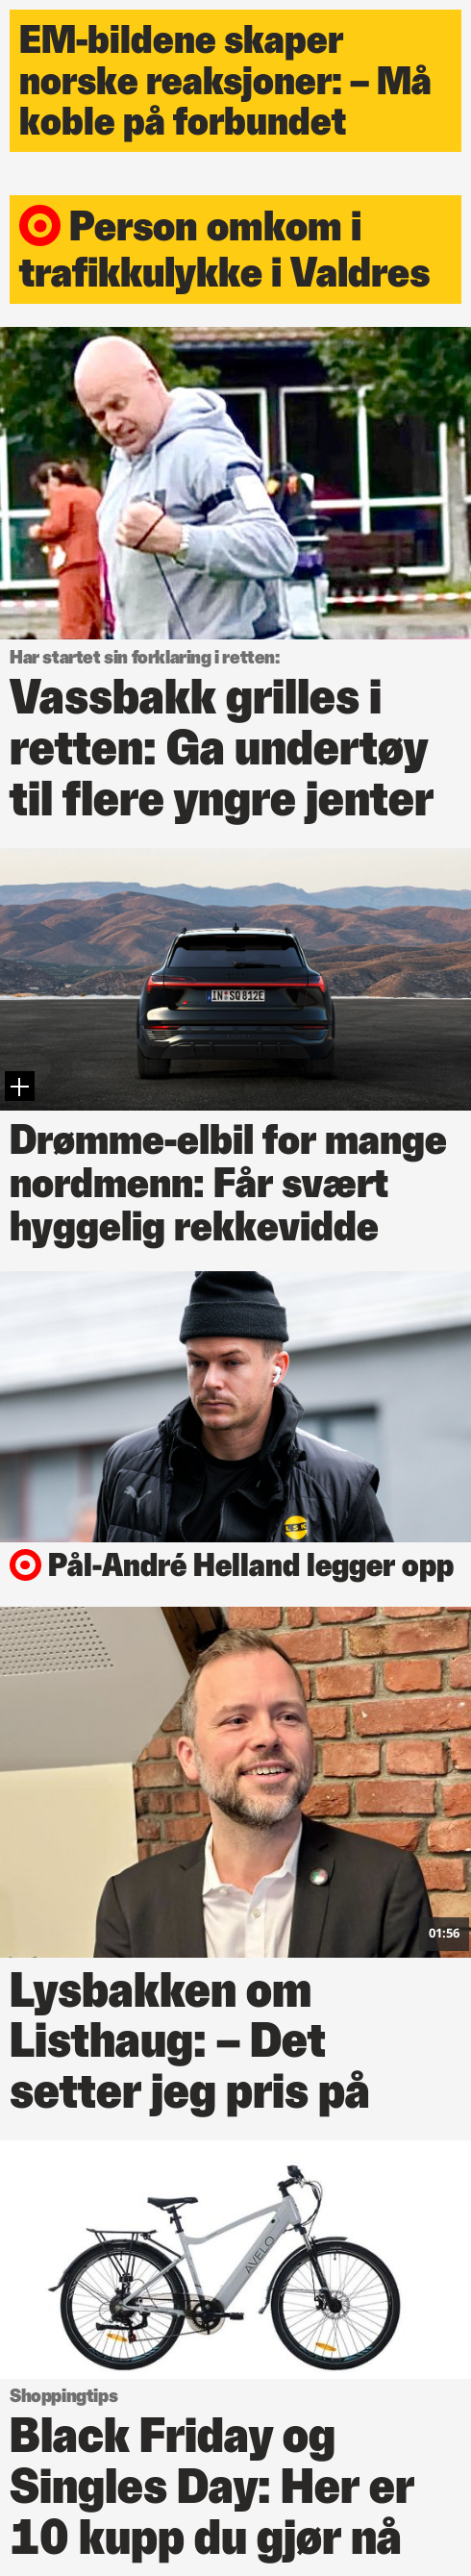 EM-bildene skaper
norske reaksjoner: – Må
koble på forbundet
Person omkom i
trafikkulykke i Valdres
Har startet sin forklaring i retten:
Vassbakk grilles i
retten: Ga undertøy
til flere yngre jenter
IN SQ 812E
Drømme-elbil for mange
nordmenn: Får svært
hyggelig rekkevidde
LSK
Pål-André Helland legger opp
01:56
Lysbakken om
Listhaug: – Det
setter jeg pris på
AVELO
Shoppingtips
Black Friday og
Singles Day: Her er
10 kupp du gjør nå